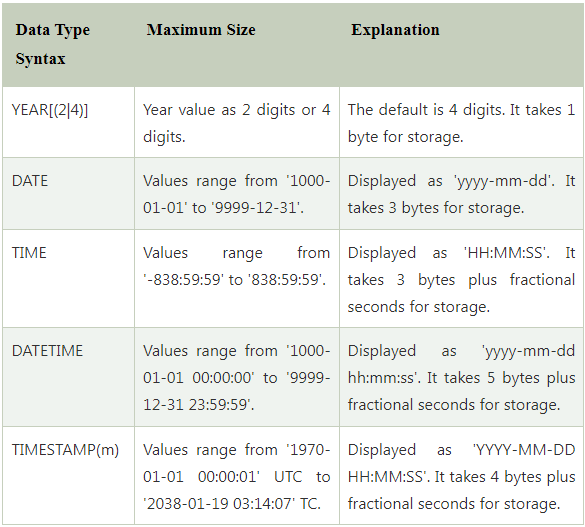 Data Type
Syntax
Maximum Size
Explanation
YEAR[(2|4)]
Year value as 2 digits or 4
digits.
The default is 4 digits. It takes 1
byte for storage.
DATE
Values range from '1000-
01-01' to '9999-12-31'.
Displayed as 'yyyy-mm-dd'. It
takes 3 bytes for storage.
TIME
Values range from
'-838:59:59' to '838:59:59'.
Displayed as 'HH:MM:SS'. It
takes 3 bytes plus fractional
seconds for storage.
DATETIME
Values range from '1000-
01-01 00:00:00' to '9999-
12-31 23:59:59'.
Displayed as 'yyyy-mm-dd
hh:mm:ss'. It takes 5 bytes plus
fractional seconds for storage.
TIMESTAMP(m)
Values range from '1970-
01-01 00:00:01' UTC to
'2038-01-19 03:14:07' TC.
Displayed as 'YYYY-MM-DD
HH:MM:SS'. It takes 4 bytes plus
fractional seconds for storage.